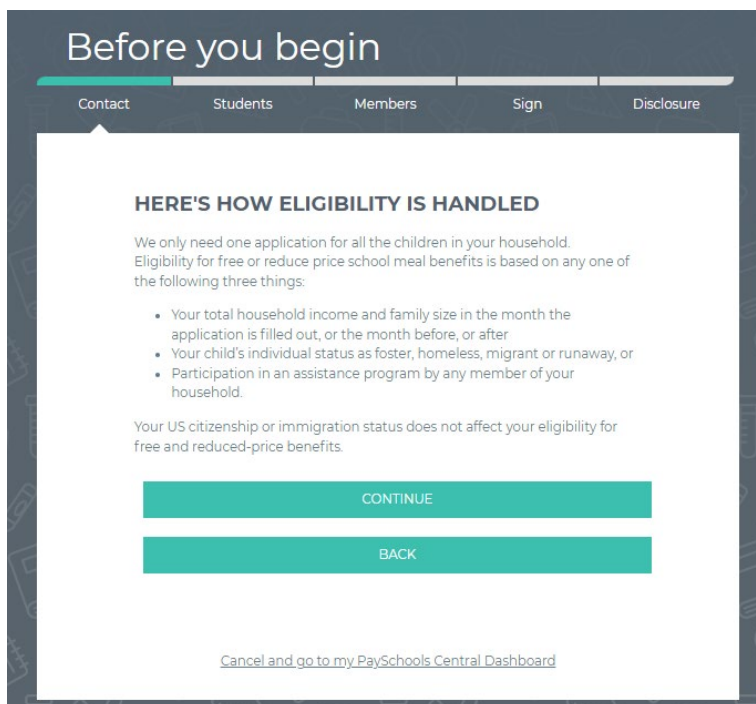 Before you begin
Contact Students Members Sign Disclosure
HERE'S HOW ELIGIBILITY IS HANDLED
We only need one application for all the children in your household.
Eligibility for free or reduce price school meal benefits is based on any one of
the following three things:
• Your total household income and family size in the month the
application is filled out, or the month before, or after
• Your child's individual status as foster, homeless, migrant or runaway, or
• Participation in an assistance program by any member of your
household.
Your US citizenship or immigration status does not affect your eligibility for
free and reduced-price benefits.
CONTINUE
BACK
Cancel and go to my PaySchools Central Dashboard